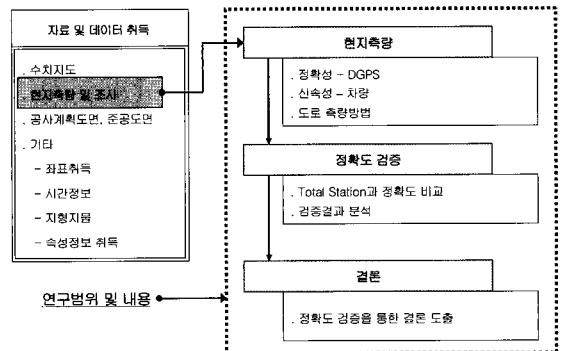 자료 및 데이터 취득
. 수치지도
. 현지측량 및 조사
. 공사계획도면, 준공도면
. 기타
- 좌표취득
- 시간정보
- 지형지물
- 속성정보 취득
연구범위 및 내용
현지측량
. 정확성 - DGPS
. 신속성 - 차량
. 도로 측량방법
정확도 검증
. Total Station과 정확도 비교
. 검증결과 분석
결론
. 정확도 검증을 통한 결론 도출